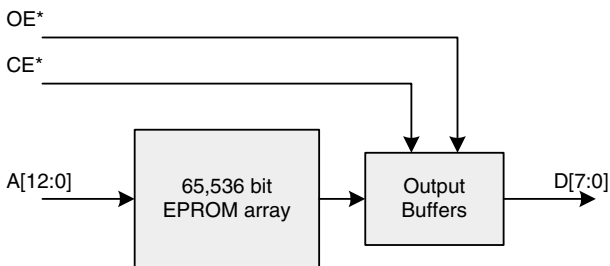 OE*
CE*
A[12:0]
65,536 bit
EPROM array
Output
Buffers
D[7:0]